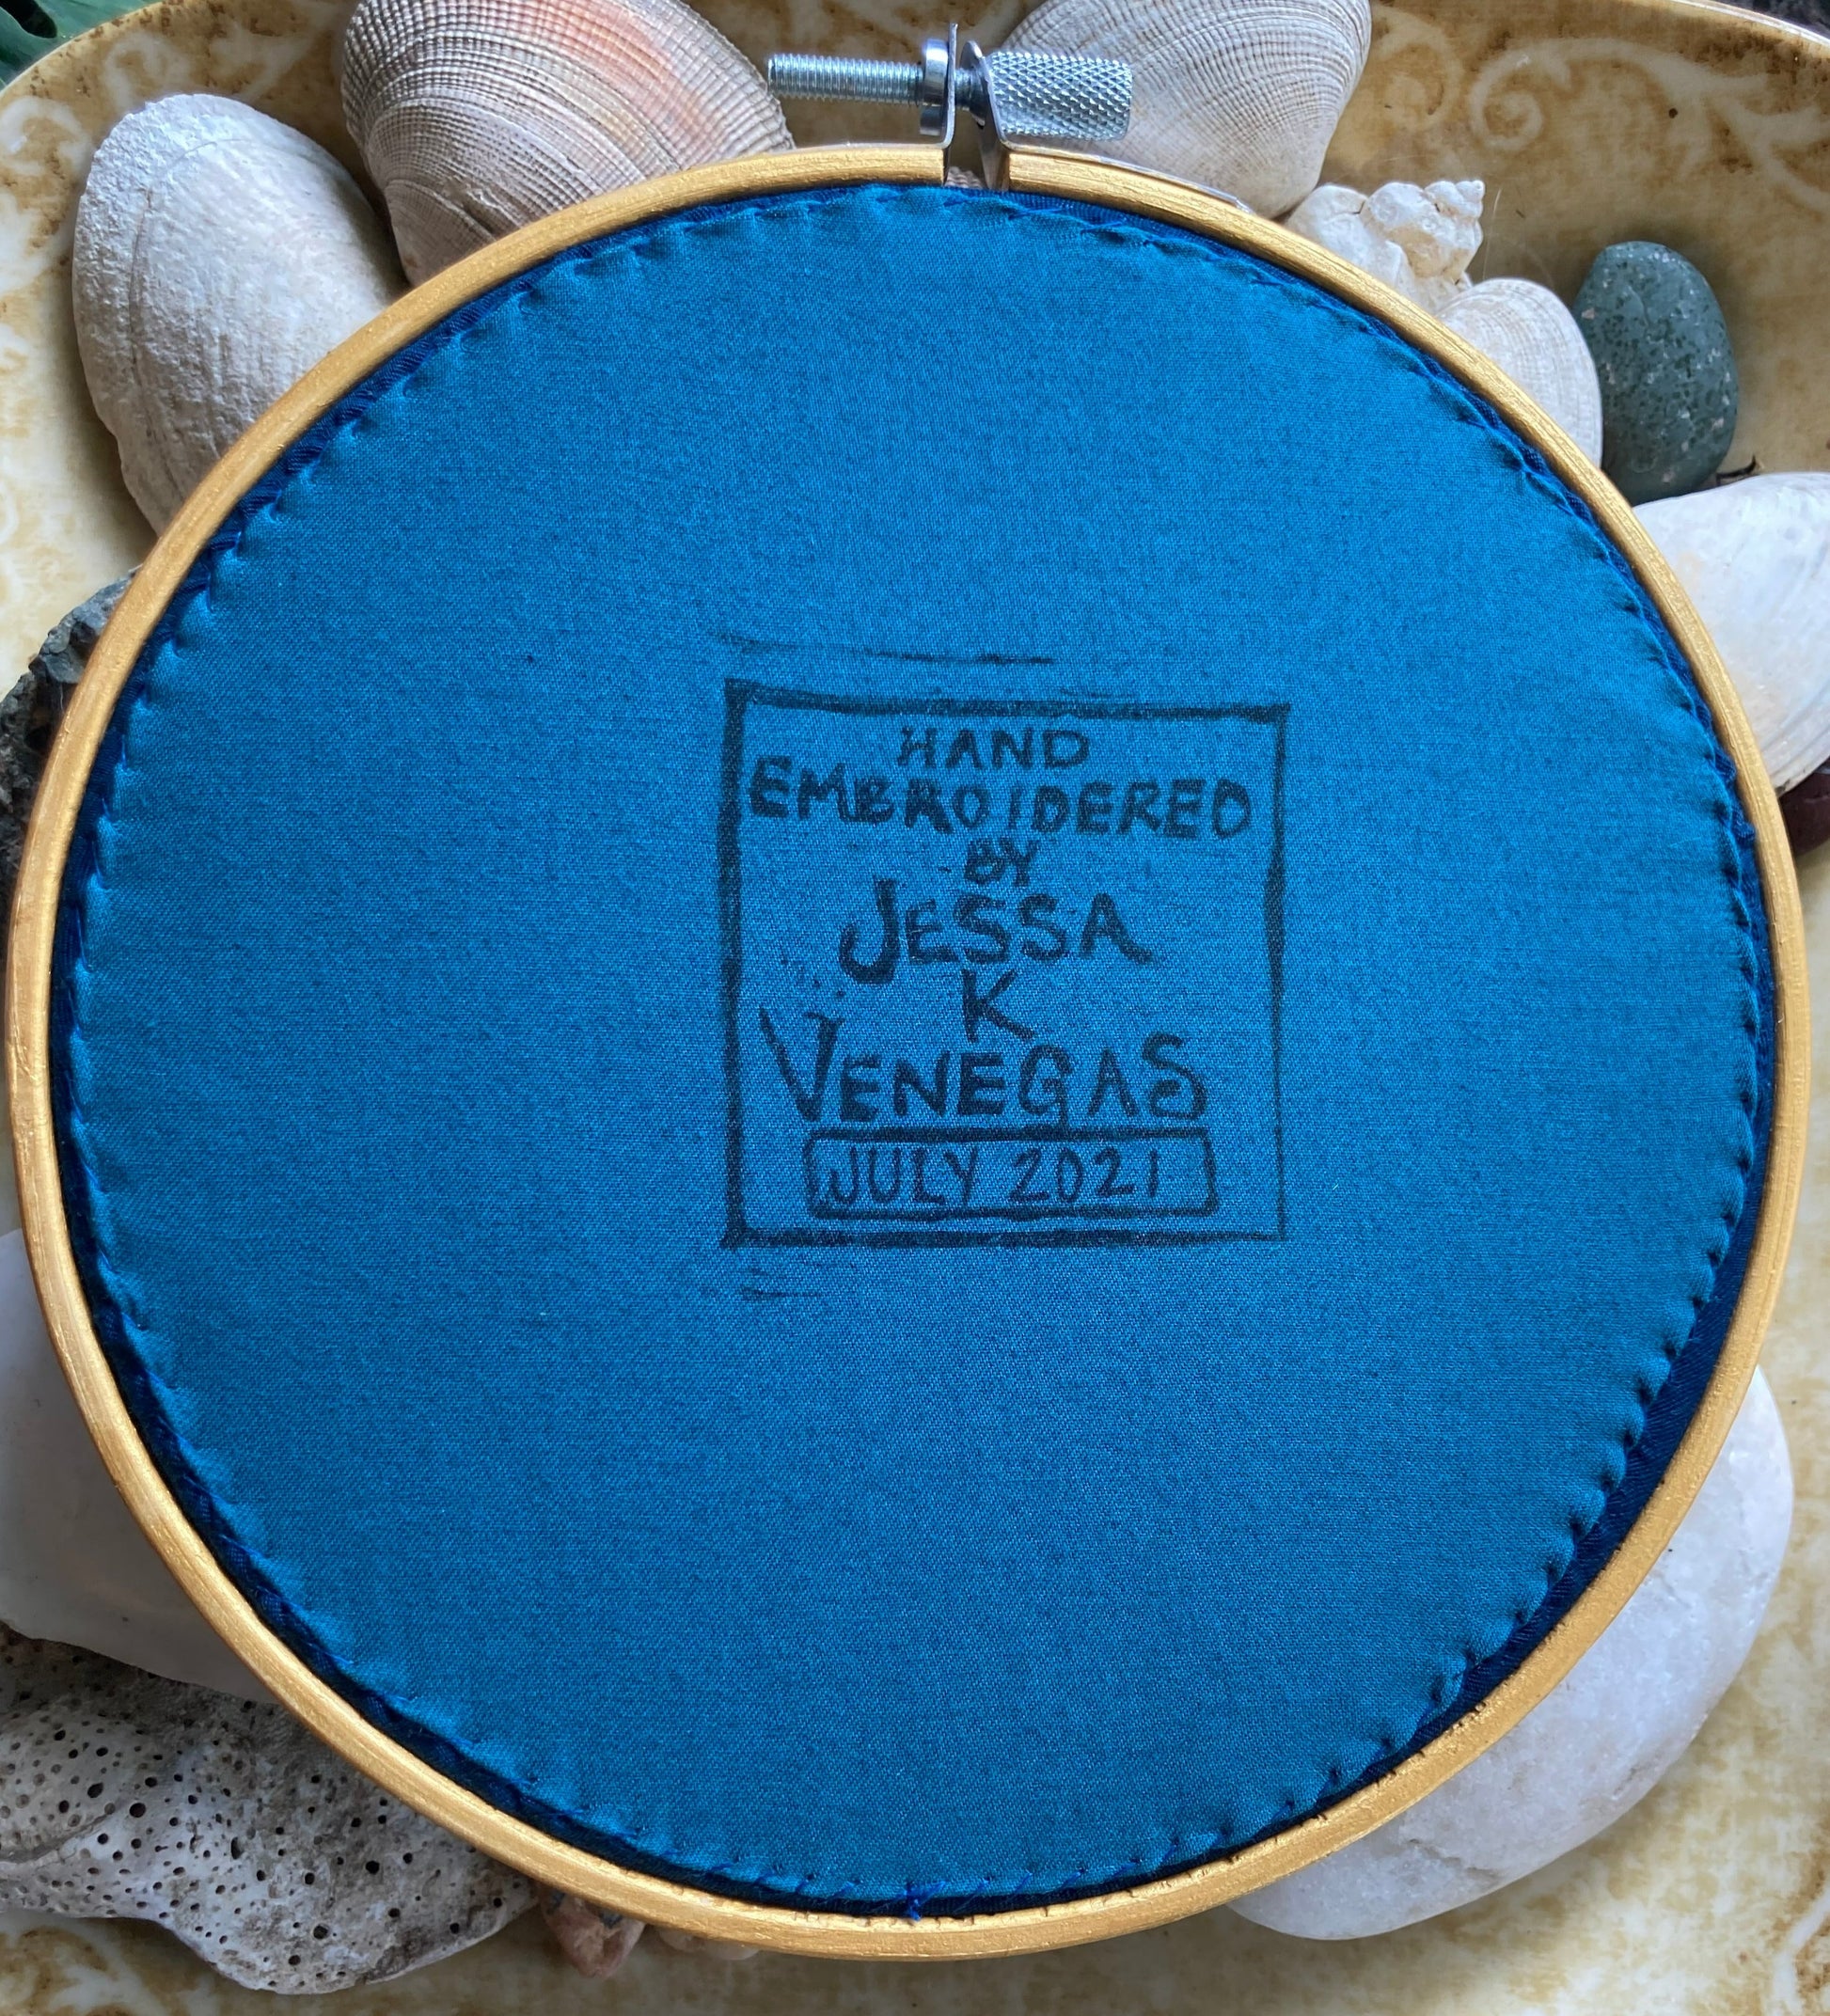 HAND
EMBROIDERED
BY
JESSA
K
VENEGAS
JULY 2021